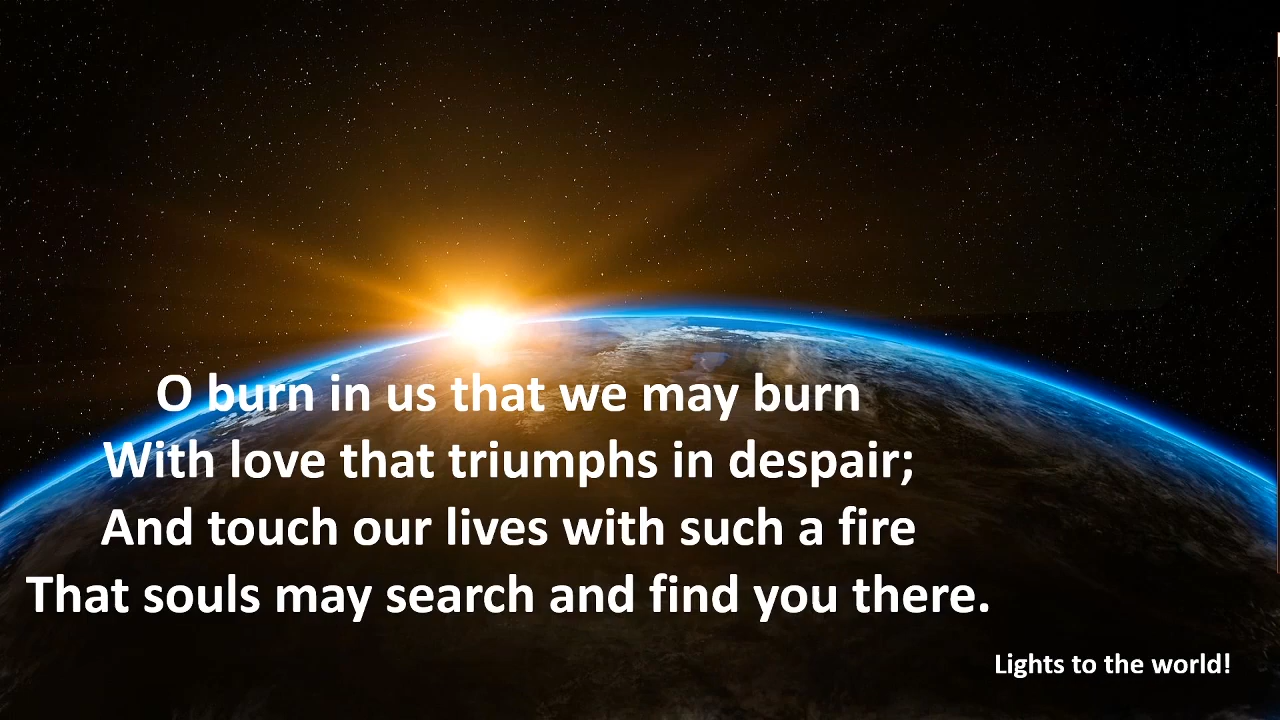 O burn in us that we may burn
With love that triumphs in despair;
And touch our lives with such a fire
That souls may search and find you there.
Lights to the world!